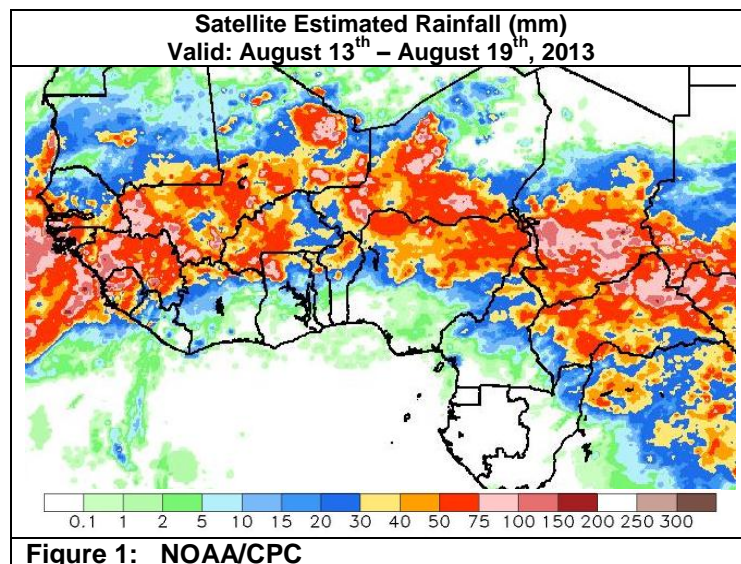 Satellite Estimated Rainfall (mm)
Valid: August 13th – August 19th, 2013
0.1 1 2 5 10 15 20 30 40 50 75 100 150 200 250 300
Figure 1: NOAA/CPC